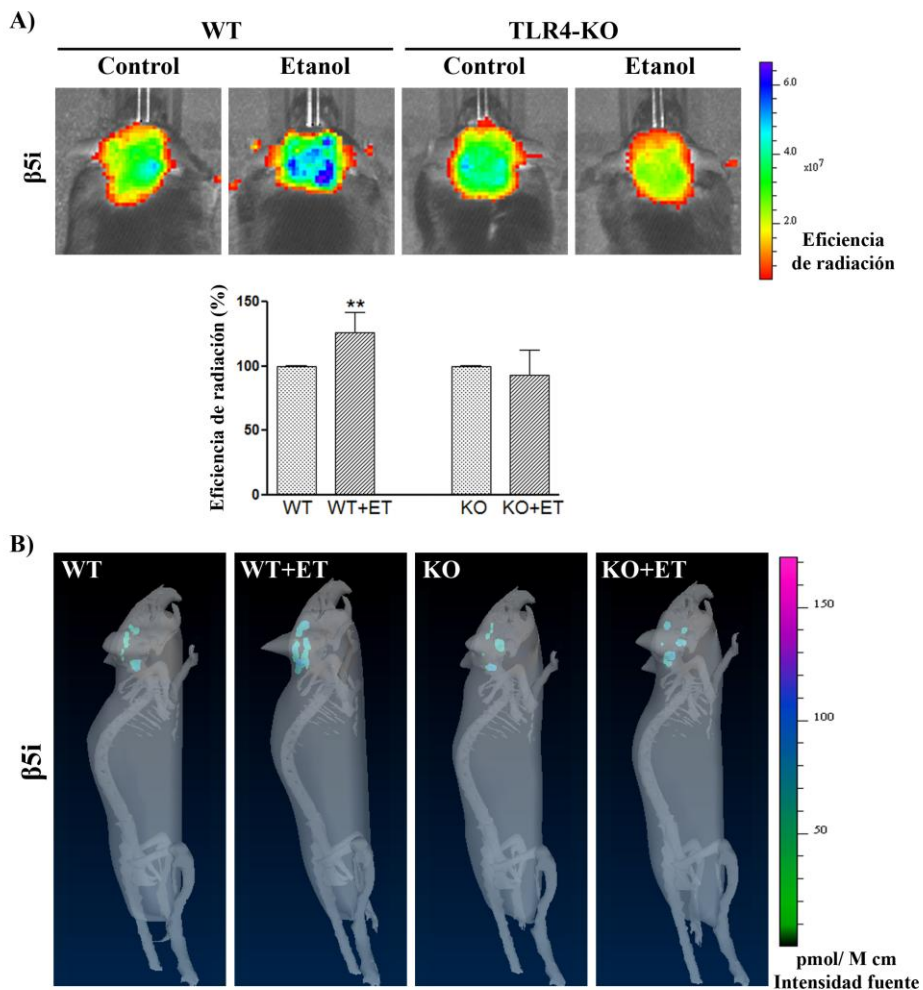 A)
WT TLR4-KO
Control Etanol Control Etanol
β5i
6.0
4.0
x10⁷
2.0
Eficiencia
de radiación
Eficiencia de radiación (%)
150
100
50
0
**
WT WT+ET KO KO+ET
B)
WT WT+ET KO KO+ET
β5i
150
100
50
pmol/ M cm
Intensidad fuente